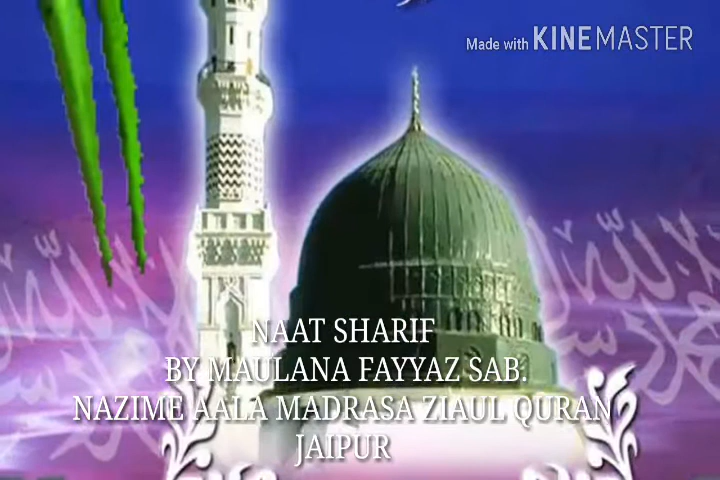 Made with KINEMASTER
NAAT SHARIF
BY MAULANA FAYYAZ SAB.
NAZIME AALA MADRASA ZIAUL QURAN
JAIPUR